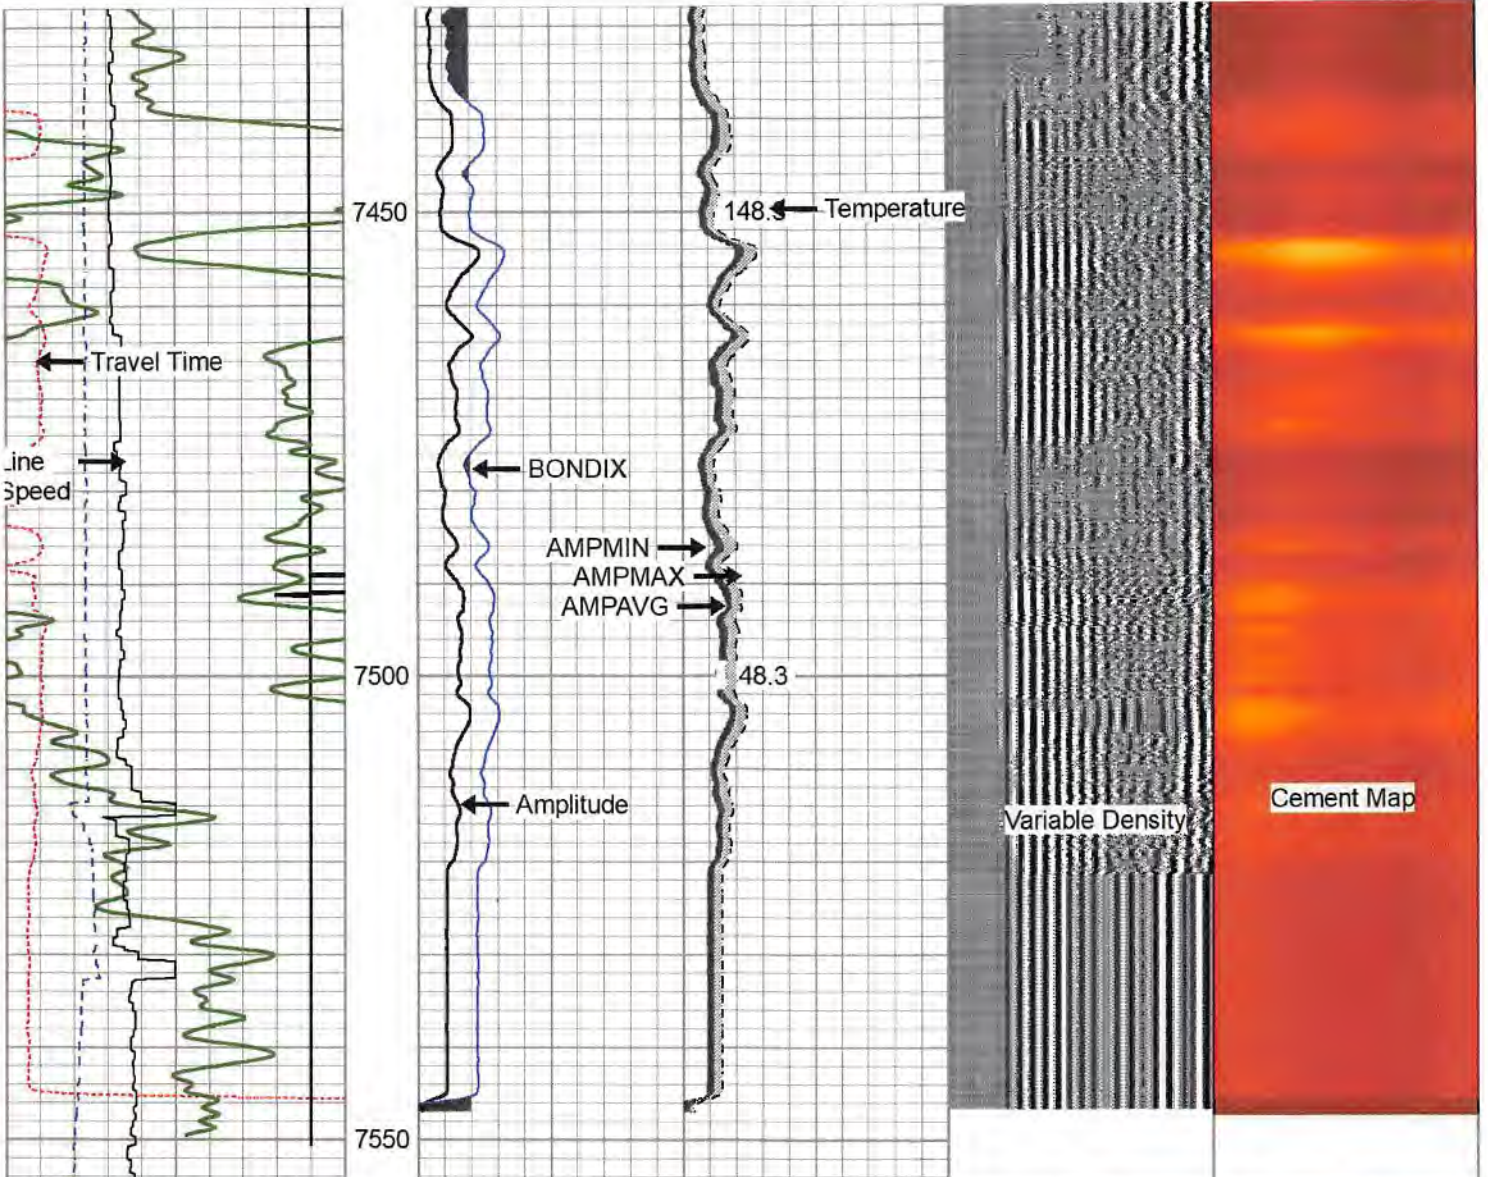 7450
148.3
Temperature
Travel Time
Line
Speed
BONDIX
AMPMIN
AMPMAX
AMPAVG
7500
48.3
Amplitude
Variable Density
Cement Map
7550